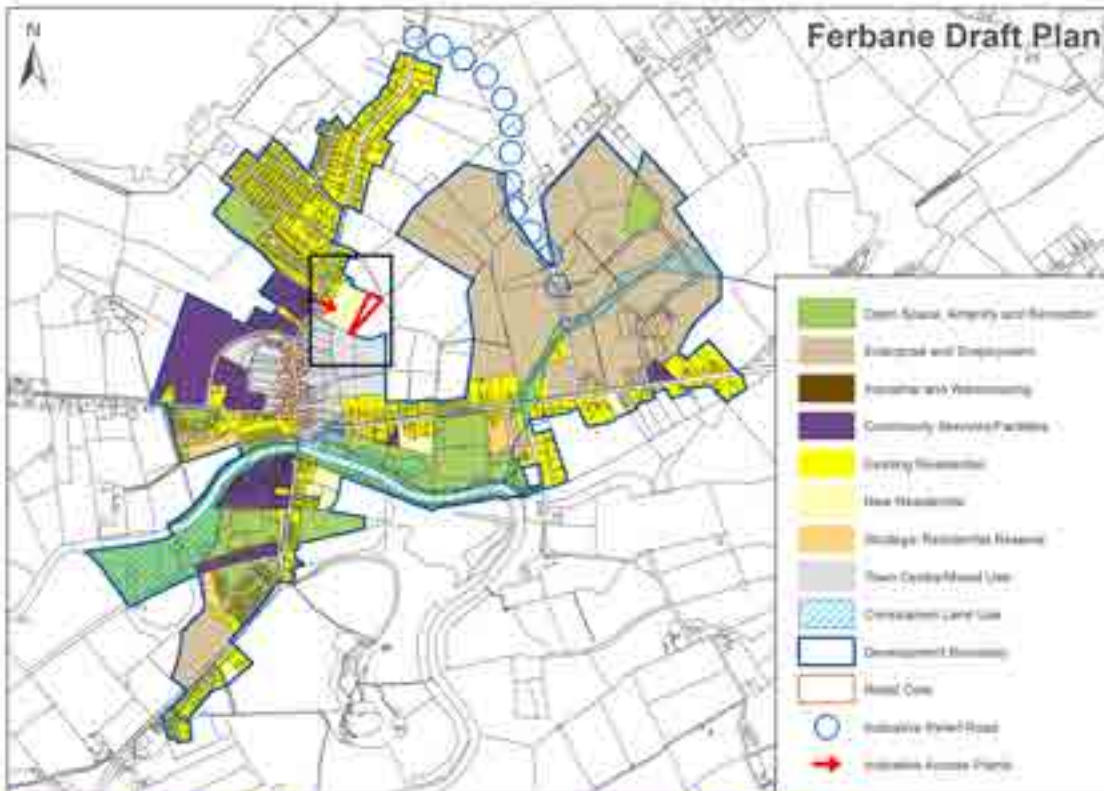 Ferbane Draft Plan
N
Open Space, Amenity and Recreation
Enterprise and Employment
Industrial and Warehousing
Community Services/Facilities
Existing Residential
New Residential
Strategic Residential Reserve
Town Centre/Mixed Use
Constrained Land Use
Development Boundary
Retail Core
Indicative Relief Road
Indicative Access Points